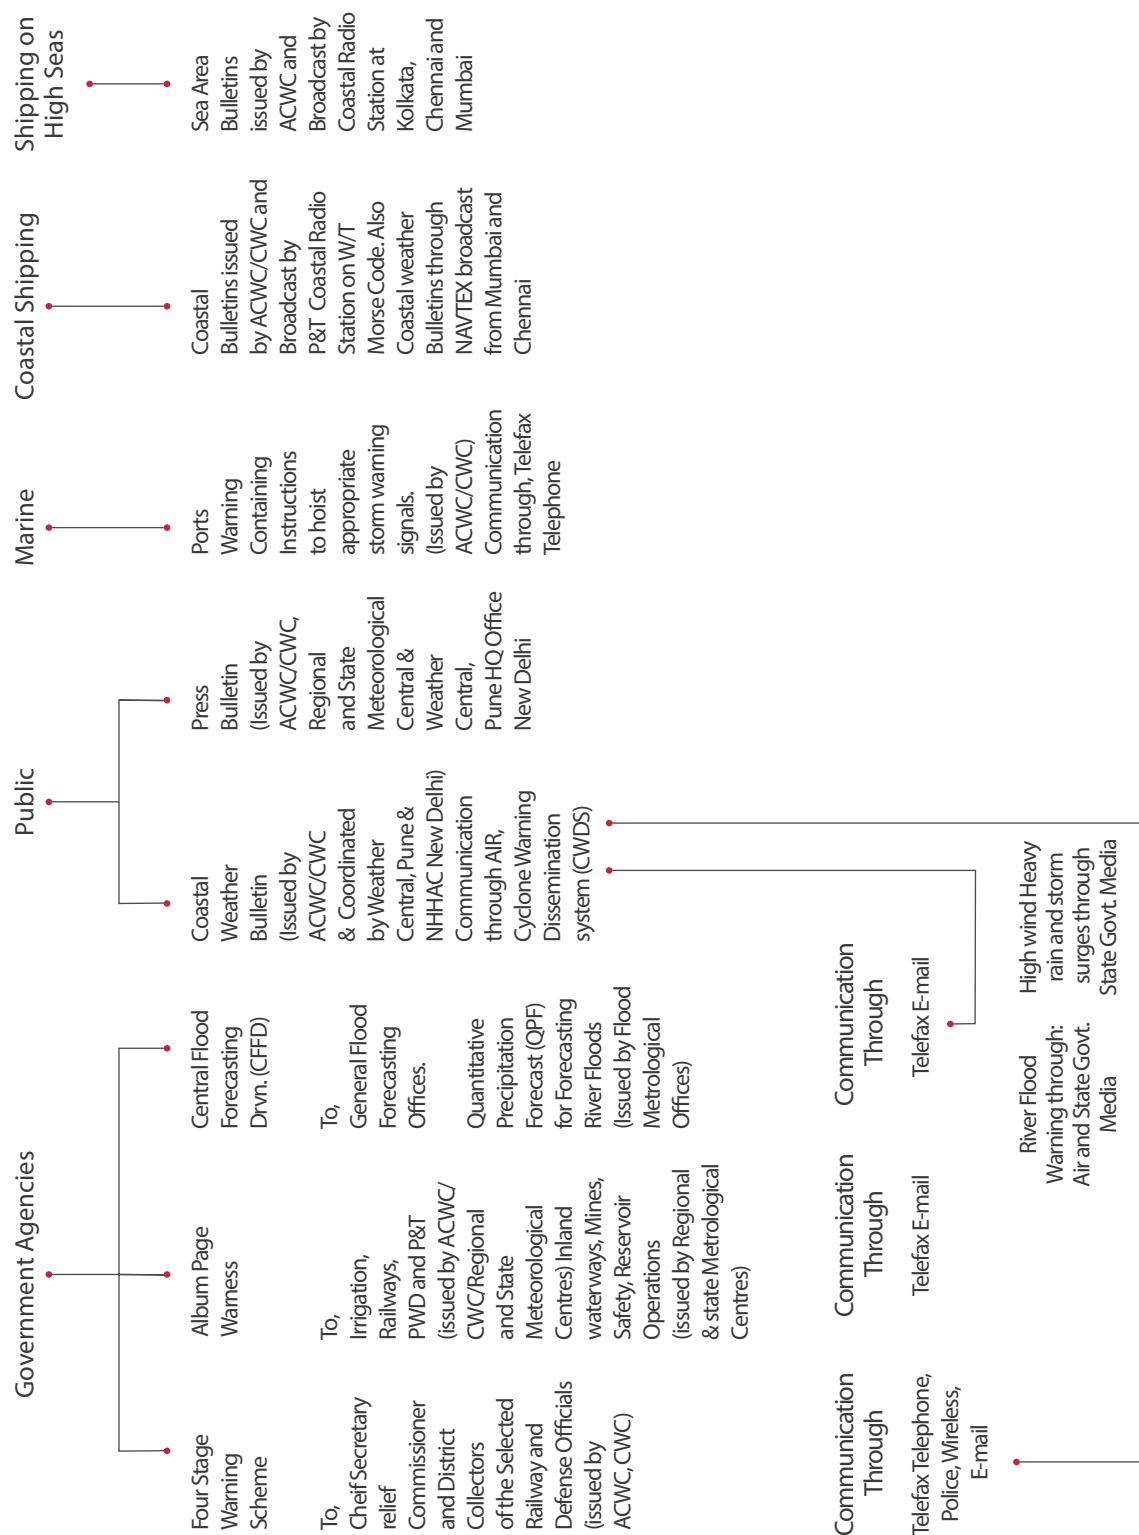 Government Agencies
Four Stage
Warning
Scheme
To,
Cheif Secretary
relief
Commissioner
and District
Collectors
of the Selected
Railway and
Defense Officials
(issued by
ACWC, CWC)
Communication
Through
Telefax Telephone,
Police, Wireless,
E-mail
Album Page
Warness
To,
Irrigation,
Railways,
PWD and P&T
(issued by ACWC/
CWC/Regional
and State
Meteorological
Centres) Inland
waterways, Mines,
Safety, Reservoir
Operations
(issued by Regional
& state Metrological
Centres)
Communication
Through
Telefax E-mail
Central Flood
Forecasting
Drvn. (CFFD)
To,
General Flood
Forecasting
Offices.
Quantitative
Precipitation
Forecast (QPF)
for Forecasting
River Floods
(Issued by Flood
Metrological
Offices)
Communication
Through
Telefax E-mail
River Flood
Warning through:
Air and State Govt.
Media
High wind Heavy
rain and storm
surges through
State Govt. Media
Public
Coastal
Weather
Bulletin
(Issued by
ACWC/CWC
& Coordinated
by Weather
Central, Pune &
NHHAC New Delhi)
Communication
through AIR,
Cyclone Warning
Dissemination
system (CWDS)
Press
Bulletin
(Issued by
ACWC/CWC,
Regional
and State
Meteorological
Central &
Weather
Central,
Pune HQ Office
New Delhi
Marine
Ports
Warning
Containing
Instructions
to hoist
appropriate
storm warning
signals.
(Issued by
ACWC/CWC)
Communication
through, Telefax
Telephone
Coastal Shipping
Coastal
Bulletins issued
by ACWC/CWC and
Broadcast by
P&T Coastal Radio
Station on W/T
Morse Code. Also
Coastal weather
Bulletins through
NAVTEX broadcast
from Mumbai and
Chennai
Shipping on
High Seas
Sea Area
Bulletins
issued by
ACWC and
Broadcast by
Coastal Radio
Station at
Kolkata,
Chennai and
Mumbai